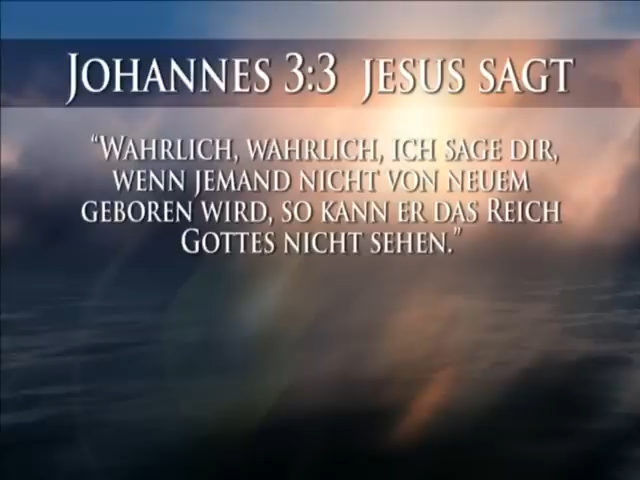 JOHANNES 3:3 JESUS SAGT
“WAHRLICH, WAHRLICH, ICH SAGE DIR,
WENN JEMAND NICHT VON NEUEM
GEBOREN WIRD, SO KANN ER DAS REICH
GOTTES NICHT SEHEN.”